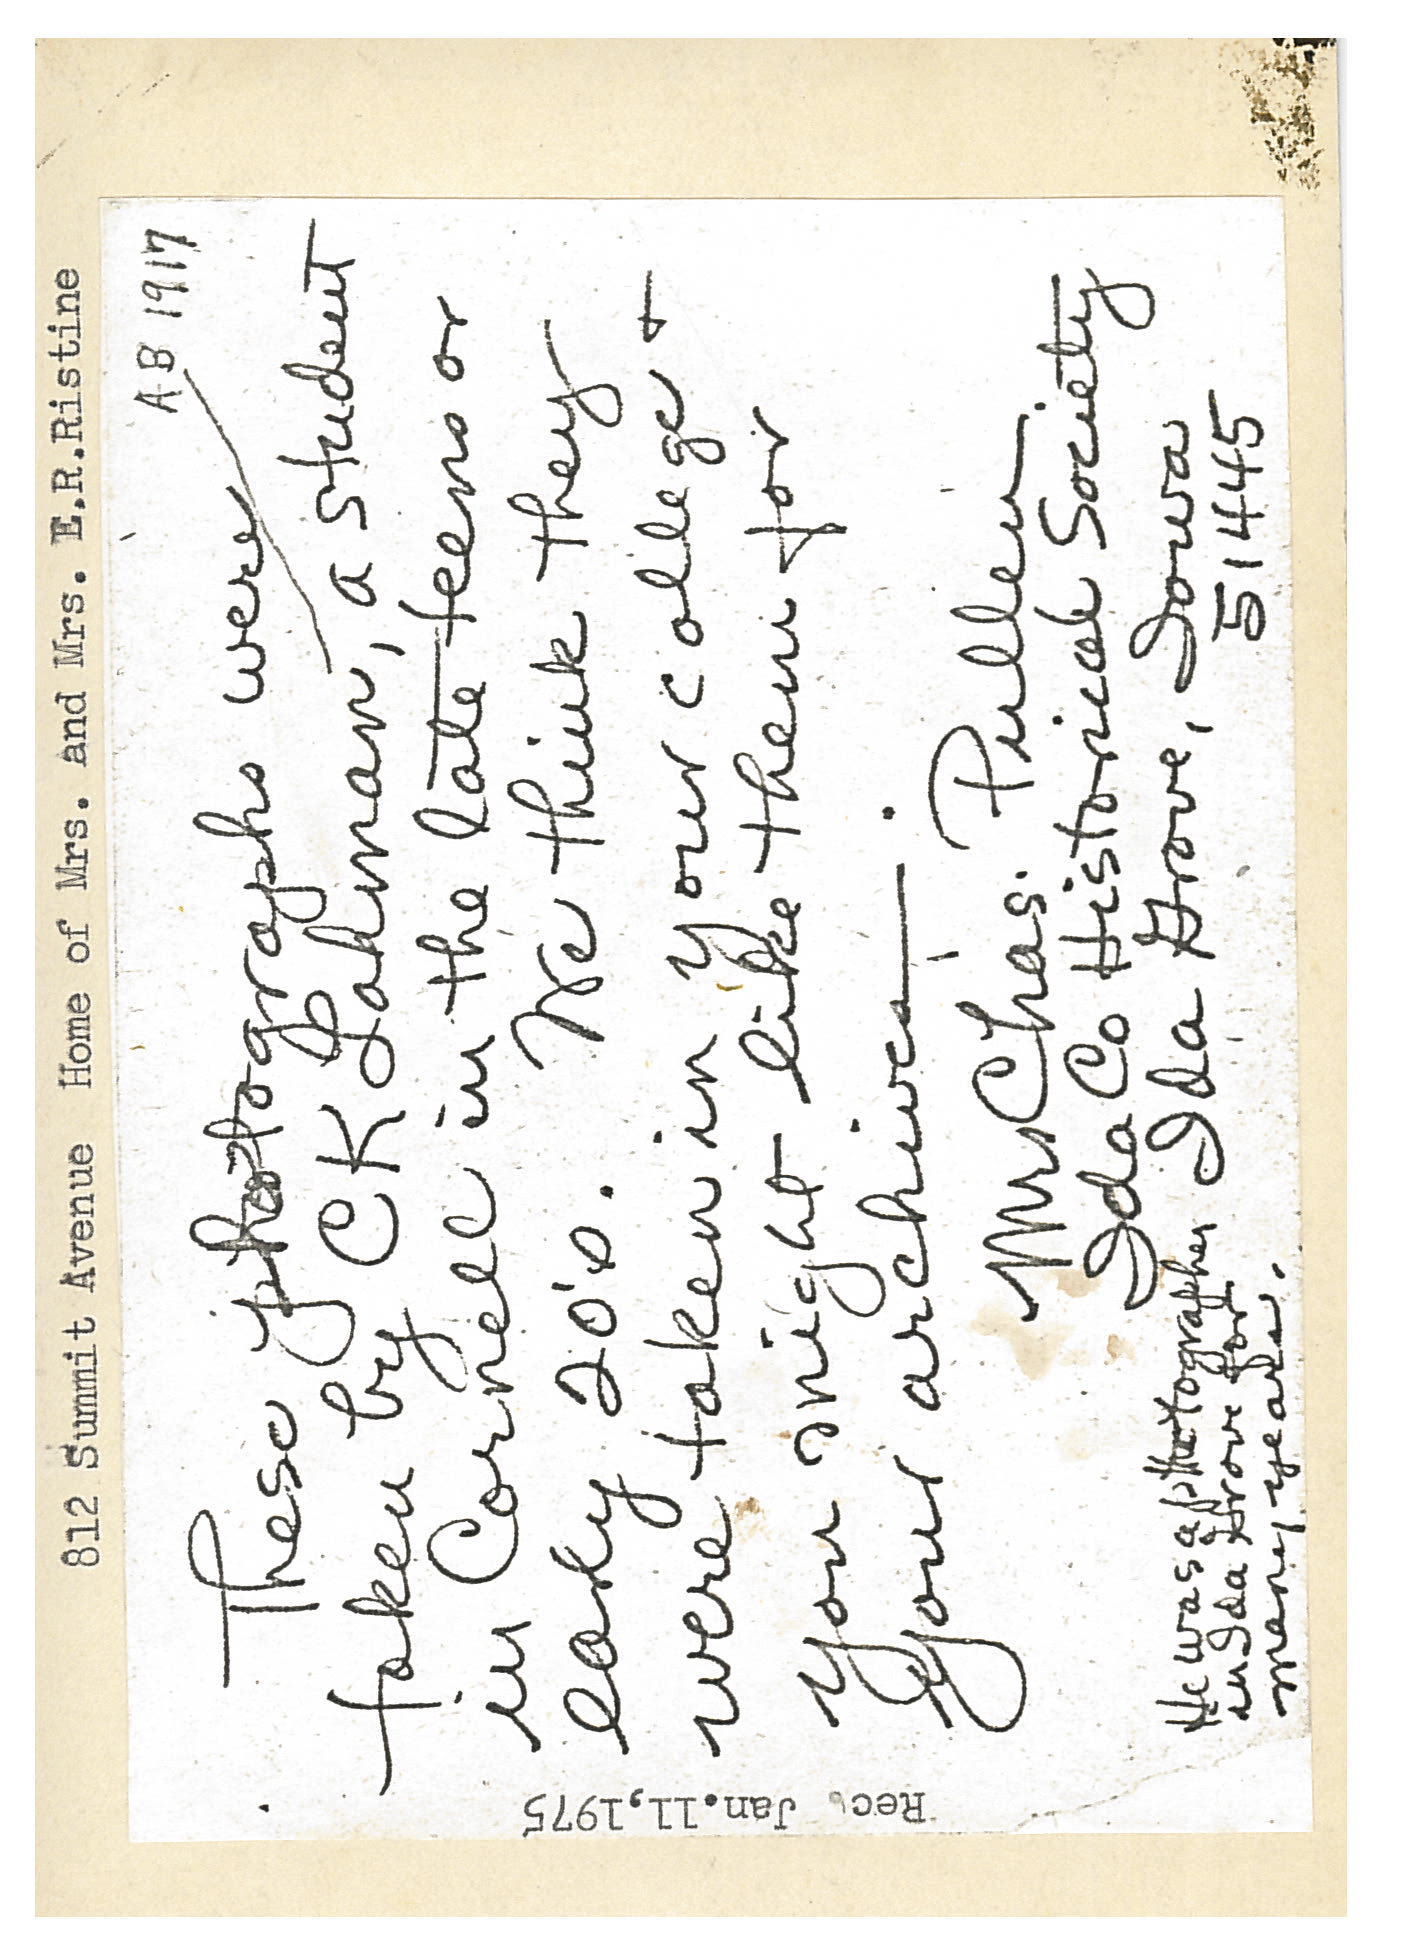 812 Summit Avenue Home of Mrs. and Mrs. E.R.Ristine
AB 1917
These photographs were
taken by CK Lahman, a student
in Cornell in the late teens or
early 20's. We think they
were taken in your college +
you might like them for
your archives—.
Mrs Chas. Pullen
Ida Co Historical Society
Ida Grove, Iowa
51445
He was a photographer
in Ida Grove for
many years.
Rec. Jan.11,1975